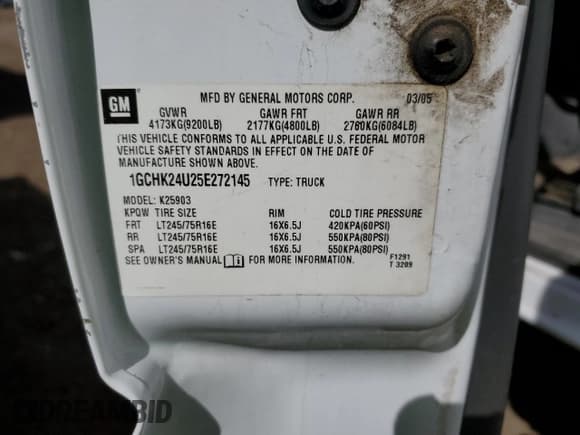 GM
MFD BY GENERAL MOTORS CORP. 03/05
GVWR GAWR FRT GAWR RR
4173KG(9200LB) 2177KG(4800LB) 2760KG(6084LB)
THIS VEHICLE CONFORMS TO ALL APPLICABLE U.S. FEDERAL MOTOR
VEHICLE SAFETY STANDARDS IN EFFECT ON THE DATE OF
MANUFACTURE SHOWN ABOVE.
1GCHK24U25E272145 TYPE: TRUCK
MODEL: K25903
KPQW TIRE SIZE RIM COLD TIRE PRESSURE
FRT LT245/75R16E 16X6.5J 420KPA(60PSI)
RR LT245/75R16E 16X6.5J 550KPA(80PSI)
SPA LT245/75R16E 16X6.5J 550KPA(80PSI)
SEE OWNER'S MANUAL FOR MORE INFORMATION.
F1291
T 3209
DREAMBID